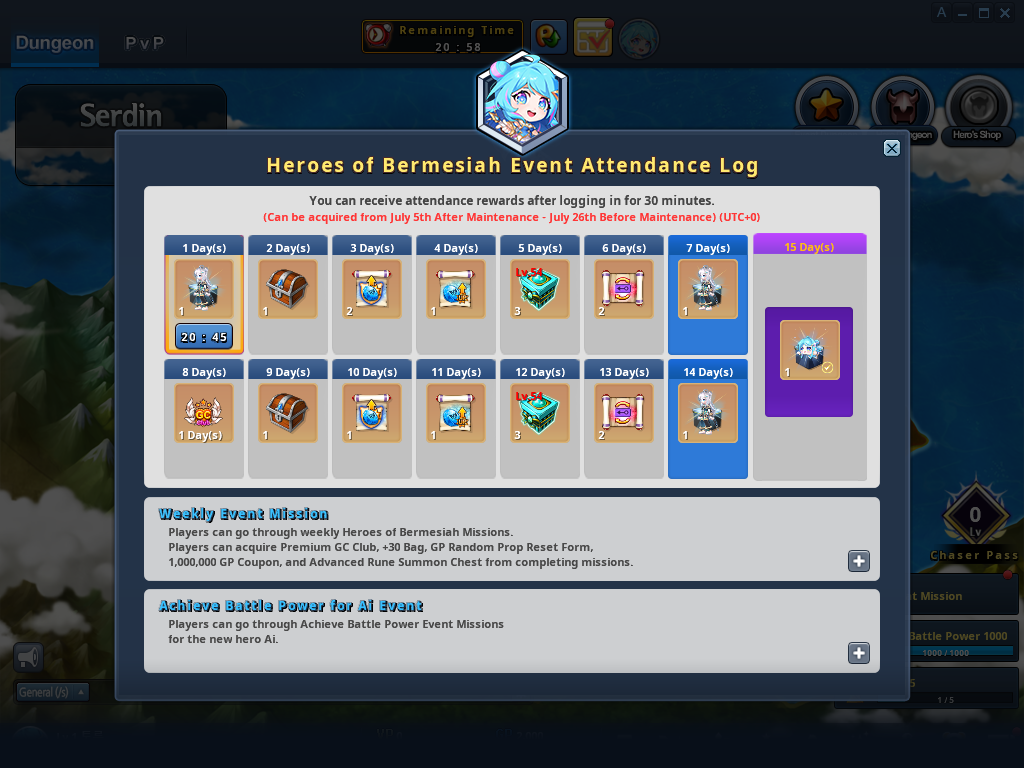 A
Dungeon
PvP
Remaining Time
20 : 58
Serdin
Hero's Shop
Heroes of Bermesiah Event Attendance Log
You can receive attendance rewards after logging in for 30 minutes.
(Can be acquired from July 5th After Maintenance - July 26th Before Maintenance) (UTC+0)
1 Day(s)
2 Day(s)
3 Day(s)
4 Day(s)
5 Day(s)
6 Day(s)
7 Day(s)
15 Day(s)
Lv.54
1
1
2
1
3
2
1
20 : 45
1
8 Day(s)
9 Day(s)
10 Day(s)
11 Day(s)
12 Day(s)
13 Day(s)
14 Day(s)
GC
Lv.54
1 Day(s)
1
1
1
3
2
1
Weekly Event Mission
Players can go through weekly Heroes of Bermesiah Missions.
Players can acquire Premium GC Club, +30 Bag, GP Random Prop Reset Form,
1,000,000 GP Coupon, and Advanced Rune Summon Chest from completing missions.
0
Lv
Chaser Pass
Achieve Battle Power for Ai Event
Players can go through Achieve Battle Power Event Missions
for the new hero Ai.
Mission
Battle Power 1000
1000 / 1000
1 / 5
General (/s)